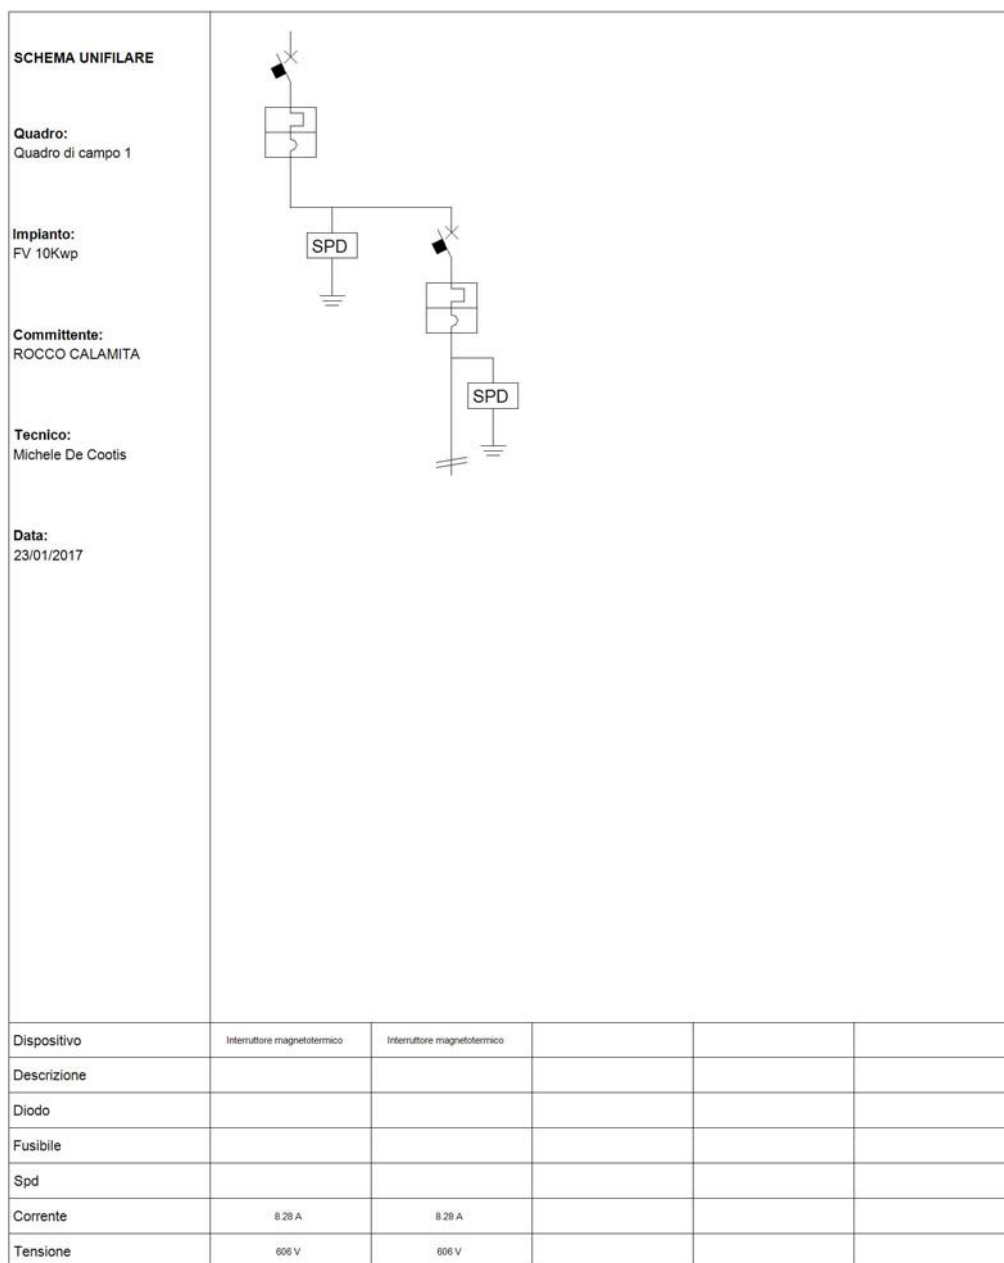 SCHEMA UNIFILARE
Quadro:
Quadro di campo 1
Impianto:
FV 10Kwp
Committente:
ROCCO CALAMITA
Tecnico:
Michele De Cootis
Data:
23/01/2017
SPD
SPD
Dispositivo Interruttore magnetotermico Interruttore magnetotermico
Descrizione
Diodo
Fusibile
Spd
Corrente 8.28 A 8.28 A
Tensione 606 V 606 V